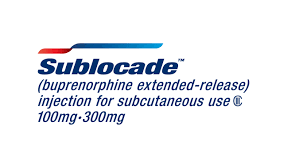 Sublocade™
(buprenorphine extended-release)
injection for subcutaneous use CIII
100mg·300mg